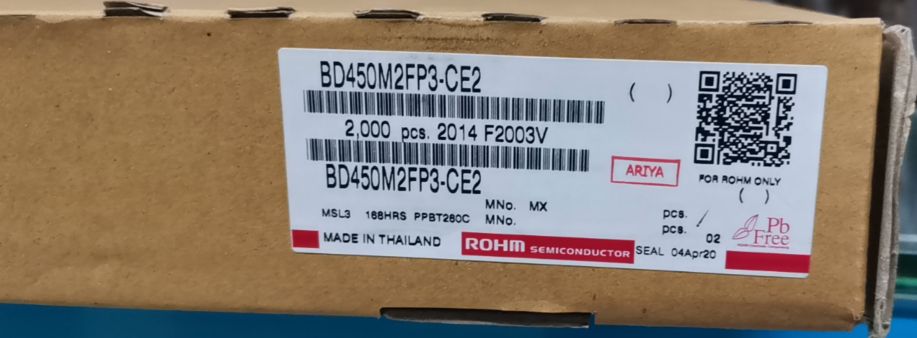 BD450M2FP3-CE2
( )
2,000 pcs. 2014 F2003V
ARIYA
BD450M2FP3-CE2
FOR ROHM ONLY
( )
MSL3 168HRS PPBT260C
MNo. MX
MNo.
pcs. /
pcs. 02
Pb
Free
MADE IN THAILAND
ROHM SEMICONDUCTOR
SEAL 04Apr20